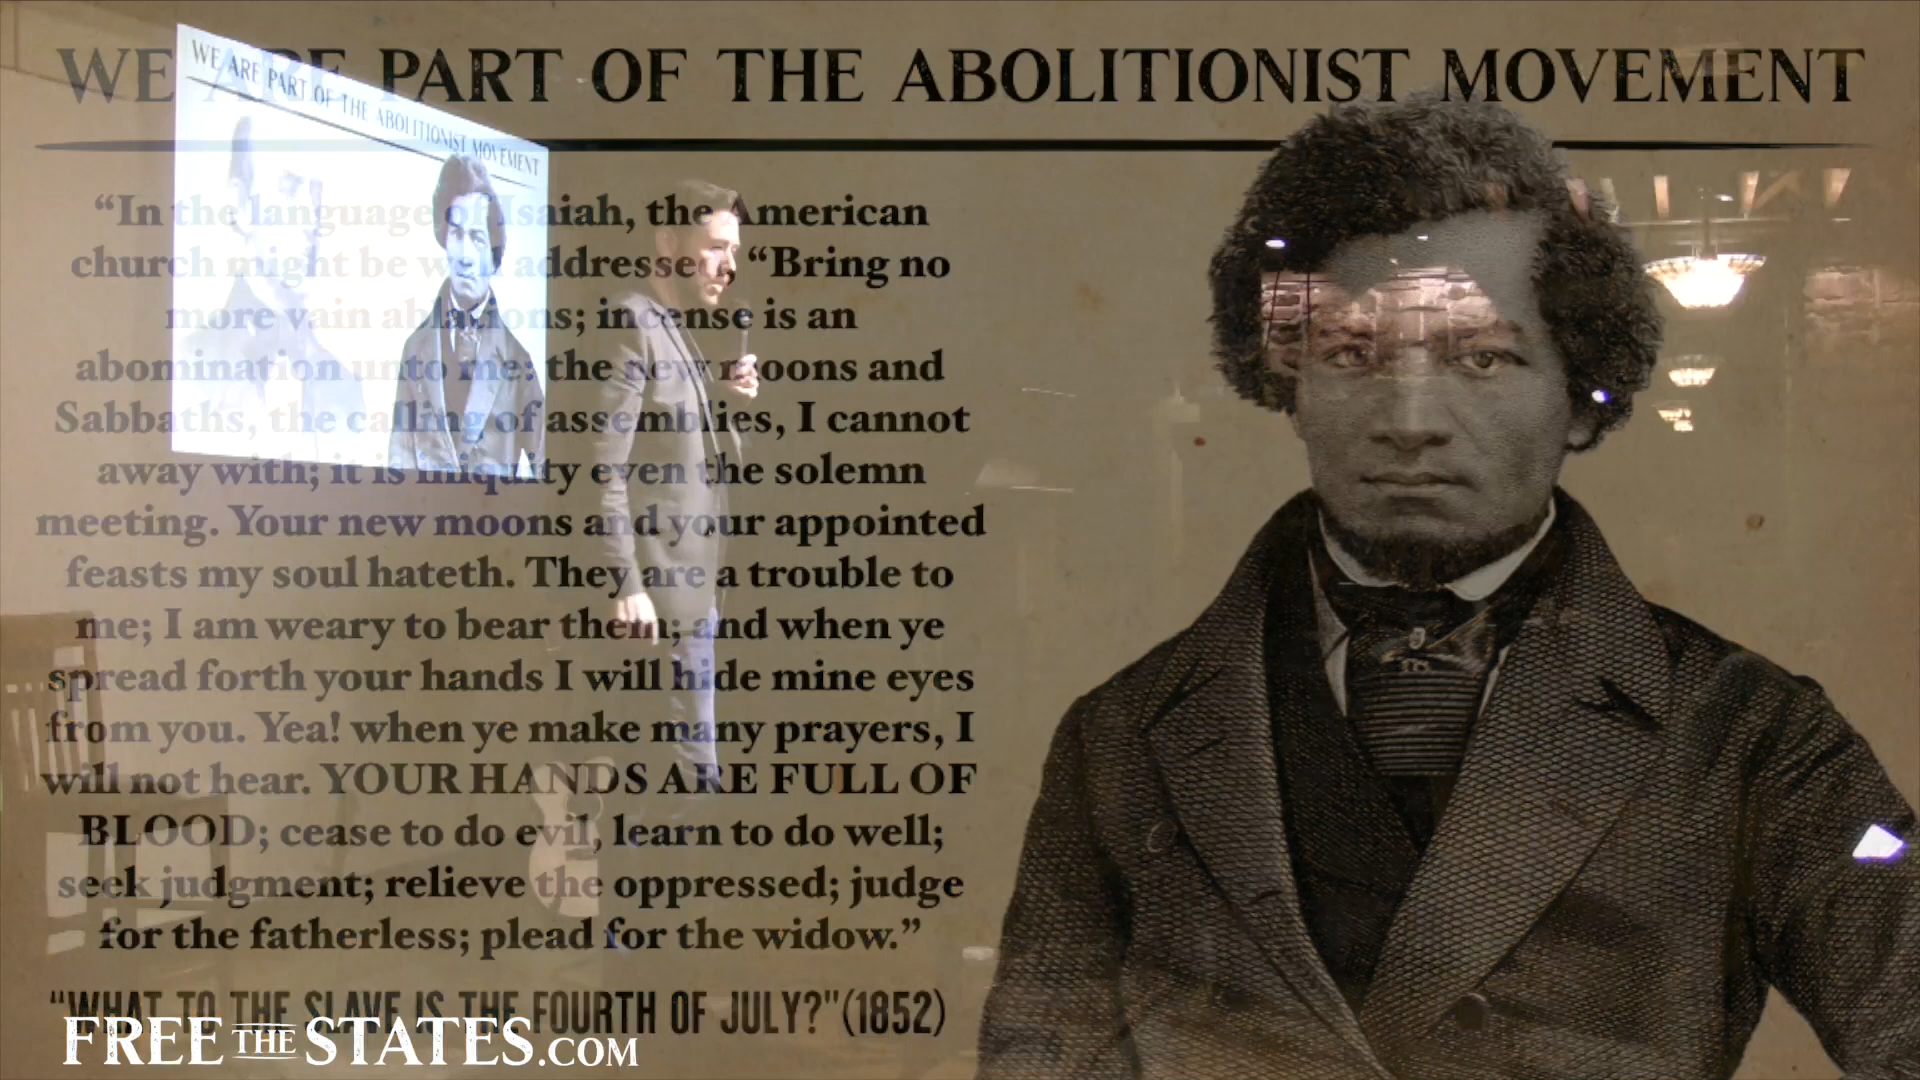 WE ARE PART OF THE ABOLITIONIST MOVEMENT
WE ARE PART OF THE ABOLITIONIST MOVEMENT
“In the language of Isaiah, the American
church might be well addressed, “Bring no
more vain ablations; incense is an
abomination unto me: the new moons and
Sabbaths, the calling of assemblies, I cannot
away with; it is iniquity even the solemn
meeting. Your new moons and your appointed
feasts my soul hateth. They are a trouble to
me; I am weary to bear them; and when ye
spread forth your hands I will hide mine eyes
from you. Yea! when ye make many prayers, I
will not hear. YOUR HANDS ARE FULL OF
BLOOD; cease to do evil, learn to do well;
seek judgment; relieve the oppressed; judge
for the fatherless; plead for the widow.”
"WHAT TO THE SLAVE IS THE FOURTH OF JULY?"(1852)
FREE THE STATES.COM